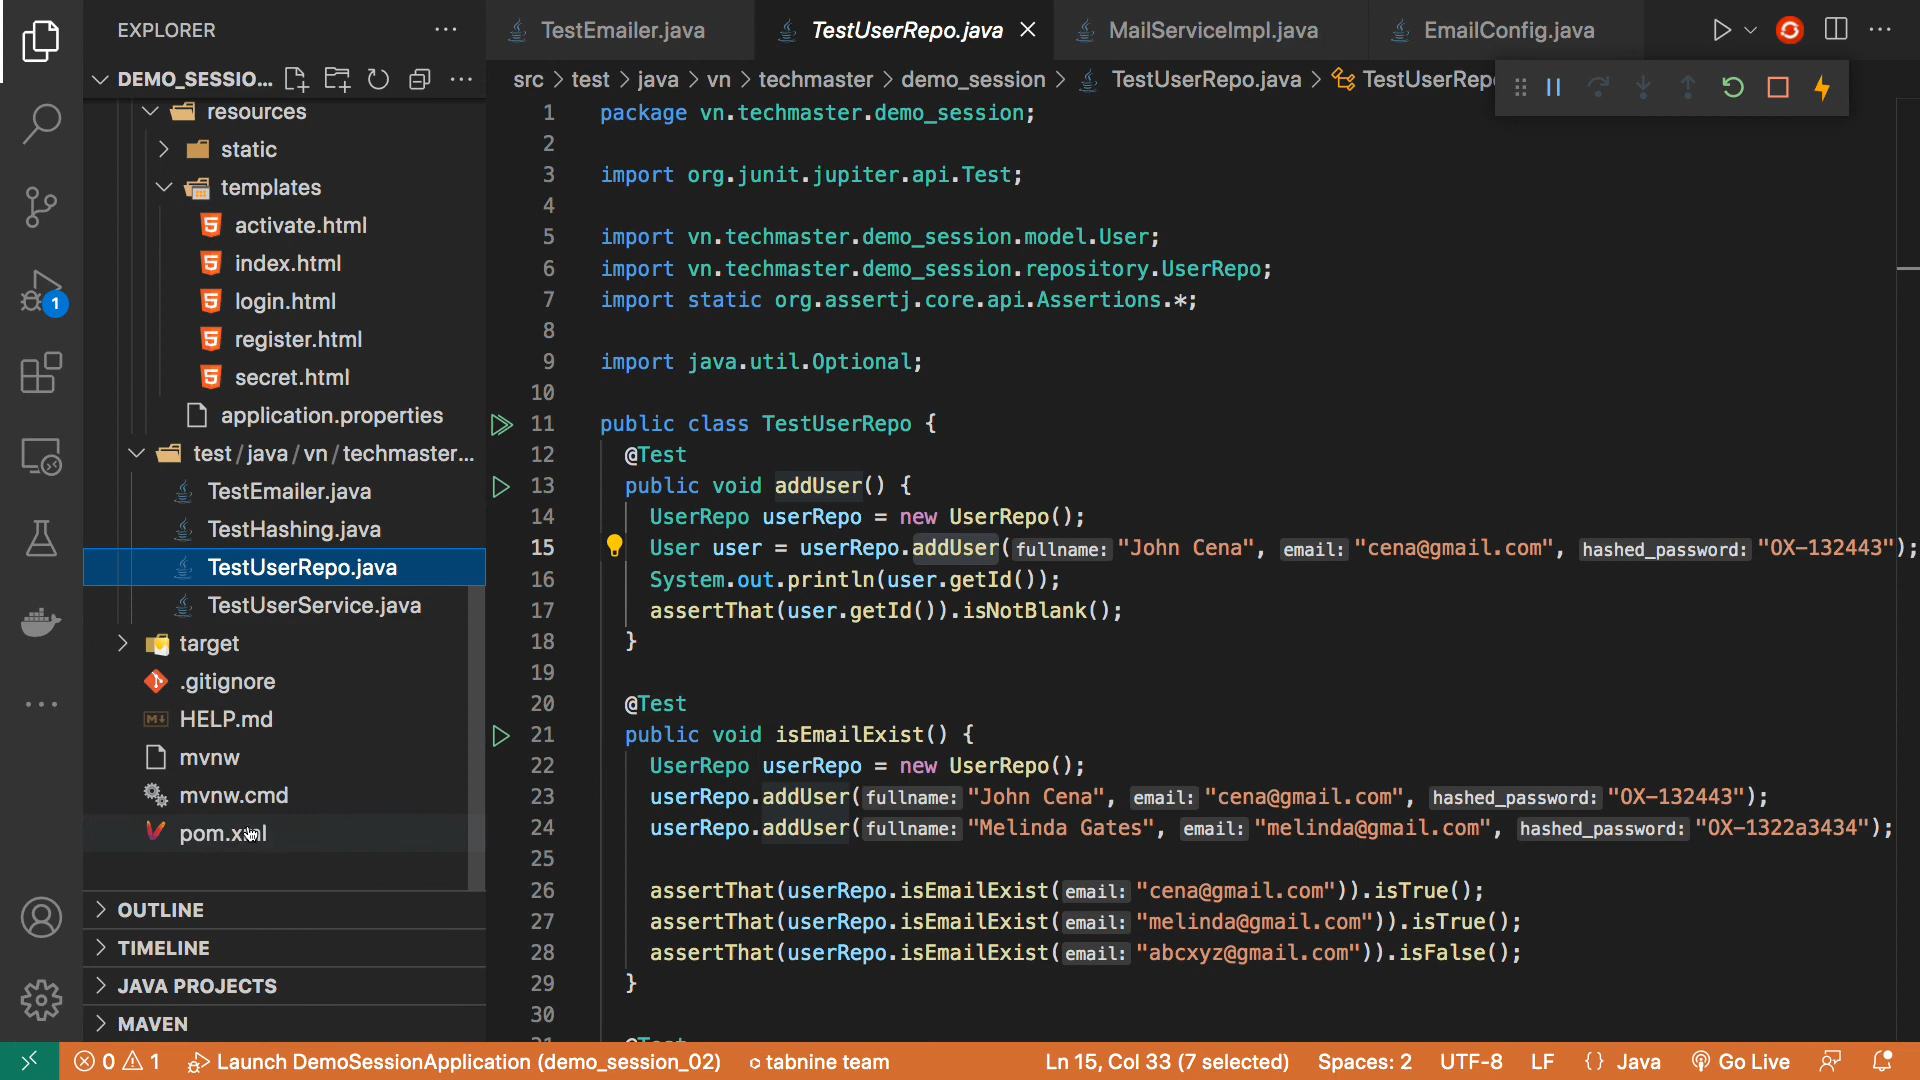 EXPLORER
TestEmailer.java
TestUserRepo.java
MailServiceImpl.java
EmailConfig.java
DEMO_SESSIO...
src > test > java > vn > techmaster > demo_session > TestUserRepo.java > TestUserRepo
resources
static
templates
activate.html
index.html
login.html
register.html
secret.html
application.properties
test / java / vn / techmaster...
TestEmailer.java
TestHashing.java
TestUserRepo.java
TestUserService.java
target
.gitignore
HELP.md
mvnw
mvnw.cmd
pom.xml
OUTLINE
TIMELINE
JAVA PROJECTS
MAVEN
1
1 package vn.techmaster.demo_session;
2
3 import org.junit.jupiter.api.Test;
4
5 import vn.techmaster.demo_session.model.User;
6 import vn.techmaster.demo_session.repository.UserRepo;
7 import static org.assertj.core.api.Assertions.*;
8
9 import java.util.Optional;
10
11 public class TestUserRepo {
12 @Test
13 public void addUser() {
14 UserRepo userRepo = new UserRepo();
15 User user = userRepo.addUser(fullname: "John Cena", email: "cena@gmail.com", hashed_password: "OX-132443");
16 System.out.println(user.getId());
17 assertThat(user.getId()).isNotBlank();
18 }
19
20 @Test
21 public void isEmailExist() {
22 UserRepo userRepo = new UserRepo();
23 userRepo.addUser(fullname: "John Cena", email: "cena@gmail.com", hashed_password: "OX-132443");
24 userRepo.addUser(fullname: "Melinda Gates", email: "melinda@gmail.com", hashed_password: "OX-1322a3434");
25
26 assertThat(userRepo.isEmailExist(email: "cena@gmail.com")).isTrue();
27 assertThat(userRepo.isEmailExist(email: "melinda@gmail.com")).isTrue();
28 assertThat(userRepo.isEmailExist(email: "abcxyz@gmail.com")).isFalse();
29 }
30
31 @Test
0 1 Launch DemoSessionApplication (demo_session_02) tabnine team Ln 15, Col 33 (7 selected) Spaces: 2 UTF-8 LF {} Java Go Live